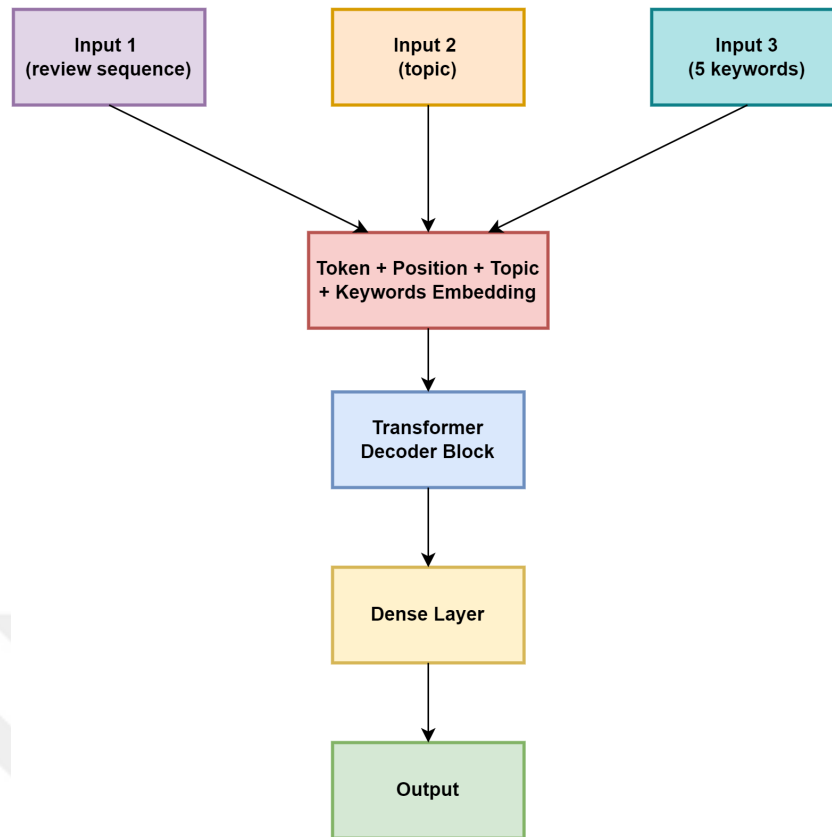 Input 1
(review sequence)
Input 2
(topic)
Input 3
(5 keywords)
Token + Position + Topic
+ Keywords Embedding
Transformer
Decoder Block
Dense Layer
Output